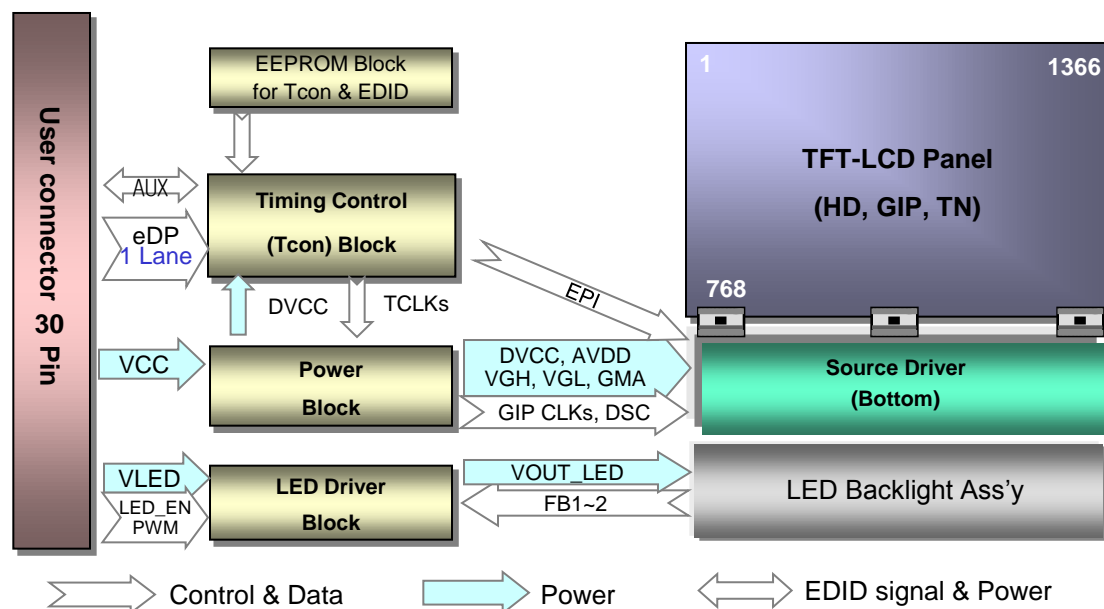 User connector 30 Pin
EEPROM Block
for Tcon & EDID
AUX
eDP
1 Lane
Timing Control
(Tcon) Block
DVCC
TCLKs
EPI
VCC
Power
Block
DVCC, AVDD
VGH, VGL, GMA
GIP CLKs, DSC
VLED
LED_EN
PWM
LED Driver
Block
VOUT_LED
FB1~2
1
1366
TFT-LCD Panel
(HD, GIP, TN)
768
Source Driver
(Bottom)
LED Backlight Ass'y
Control & Data
Power
EDID signal & Power